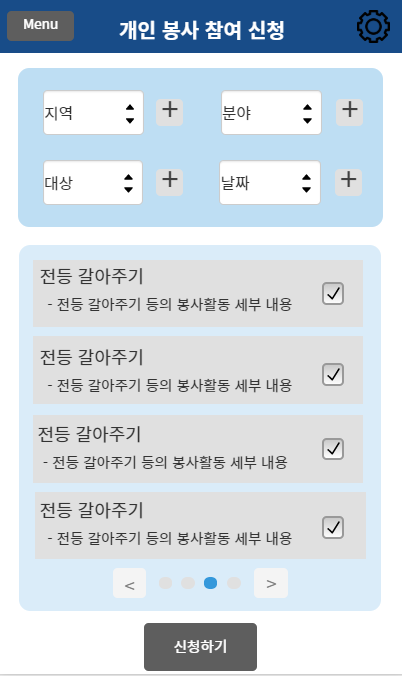 Menu
개인 봉사 참여 신청
지역 + 분야 +
대상 + 날짜 +
전등 갈아주기
- 전등 갈아주기 등의 봉사활동 세부 내용
전등 갈아주기
- 전등 갈아주기 등의 봉사활동 세부 내용
전등 갈아주기
- 전등 갈아주기 등의 봉사활동 세부 내용
전등 갈아주기
- 전등 갈아주기 등의 봉사활동 세부 내용
< >
신청하기